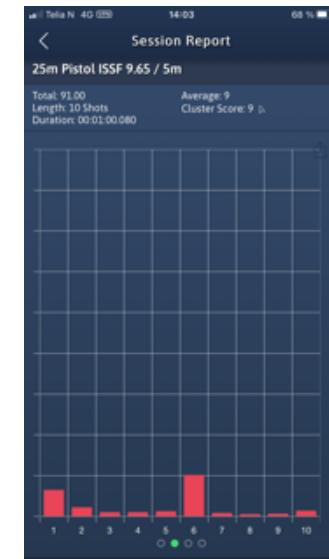 Telia N 4G 14:03 68 %
Session Report
25m Pistol ISSF 9.65 / 5m
Total: 91.00 Average: 9
Length: 10 Shots Cluster Score: 9
Duration: 00:01:00.080
1 2 3 4 5 6 7 8 9 10